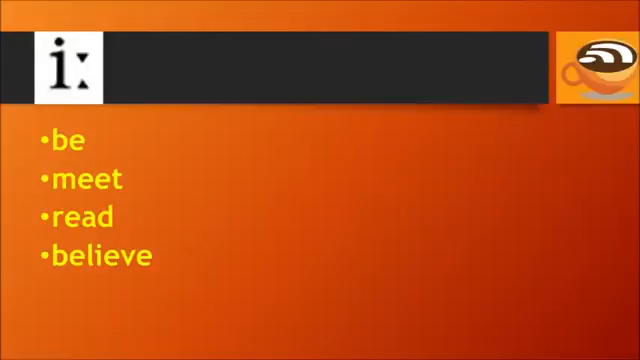 iː
•be
•meet
•read
•believe